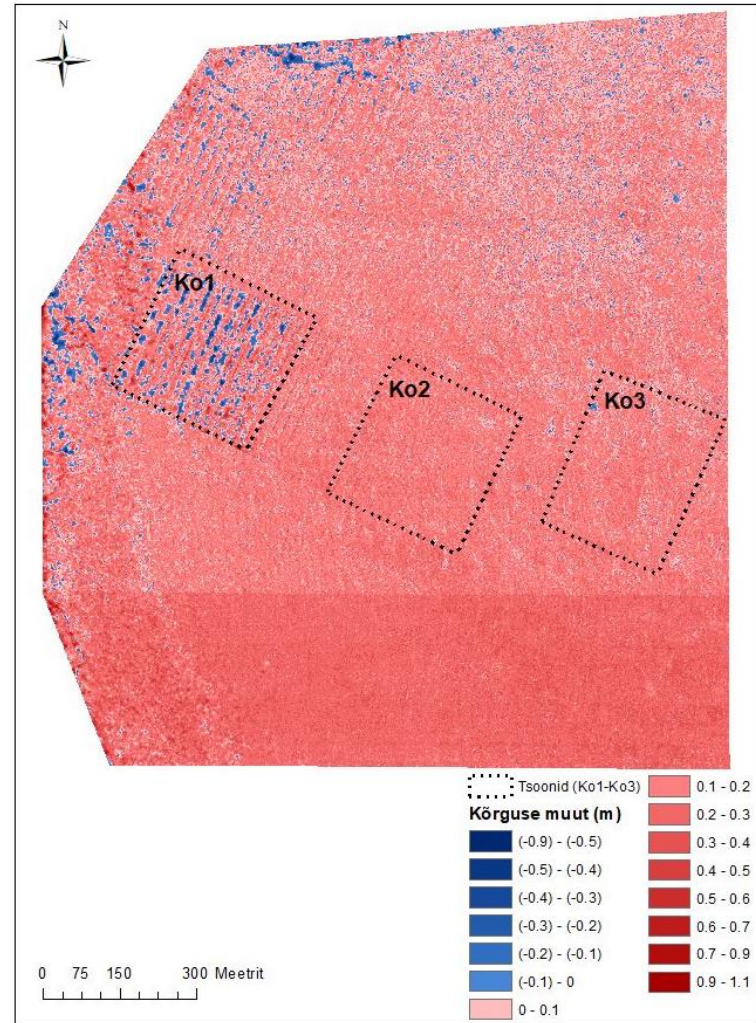 N
Ko1
Ko2
Ko3
Tsoonid (Ko1-Ko3)
Kõrguse muut (m)
(-0.9) - (-0.5)
(-0.5) - (-0.4)
(-0.4) - (-0.3)
(-0.3) - (-0.2)
(-0.2) - (-0.1)
(-0.1) - 0
0 - 0.1
0.1 - 0.2
0.2 - 0.3
0.3 - 0.4
0.4 - 0.5
0.5 - 0.6
0.6 - 0.7
0.7 - 0.9
0.9 - 1.1
0 75 150 300 Meetrit